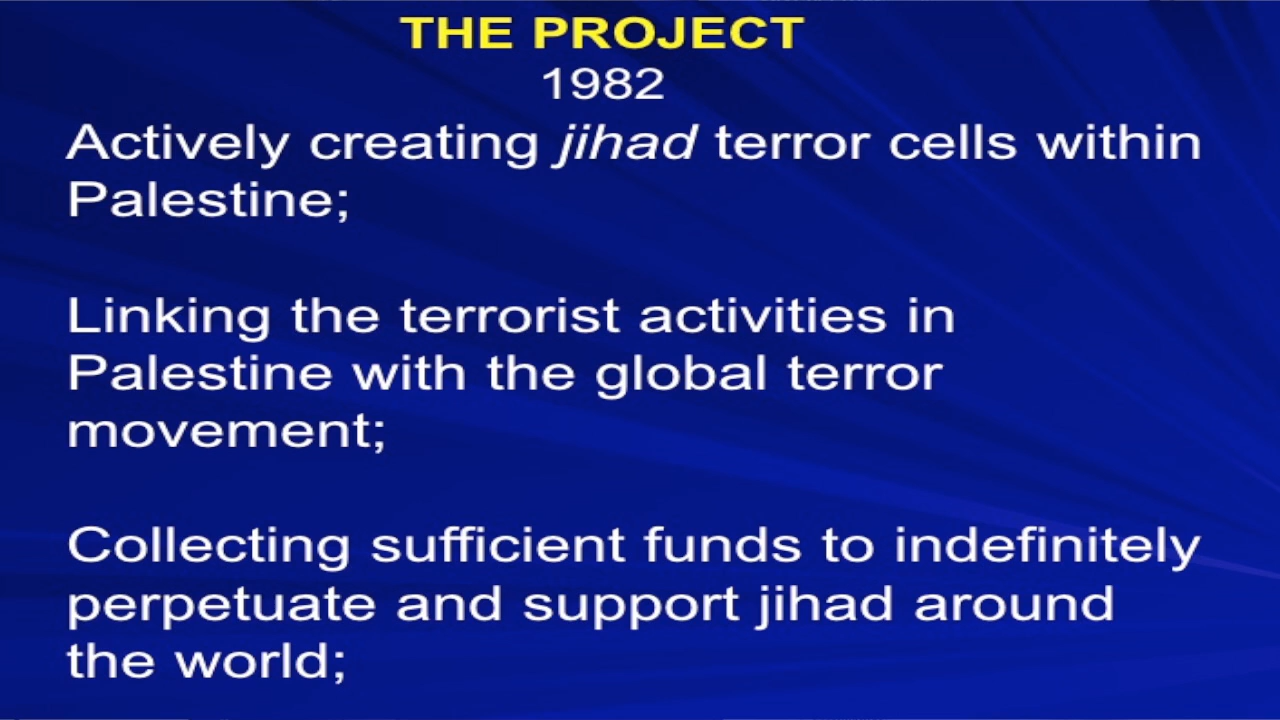 THE PROJECT
1982
Actively creating jihad terror cells within
Palestine;
Linking the terrorist activities in
Palestine with the global terror
movement;
Collecting sufficient funds to indefinitely
perpetuate and support jihad around
the world;